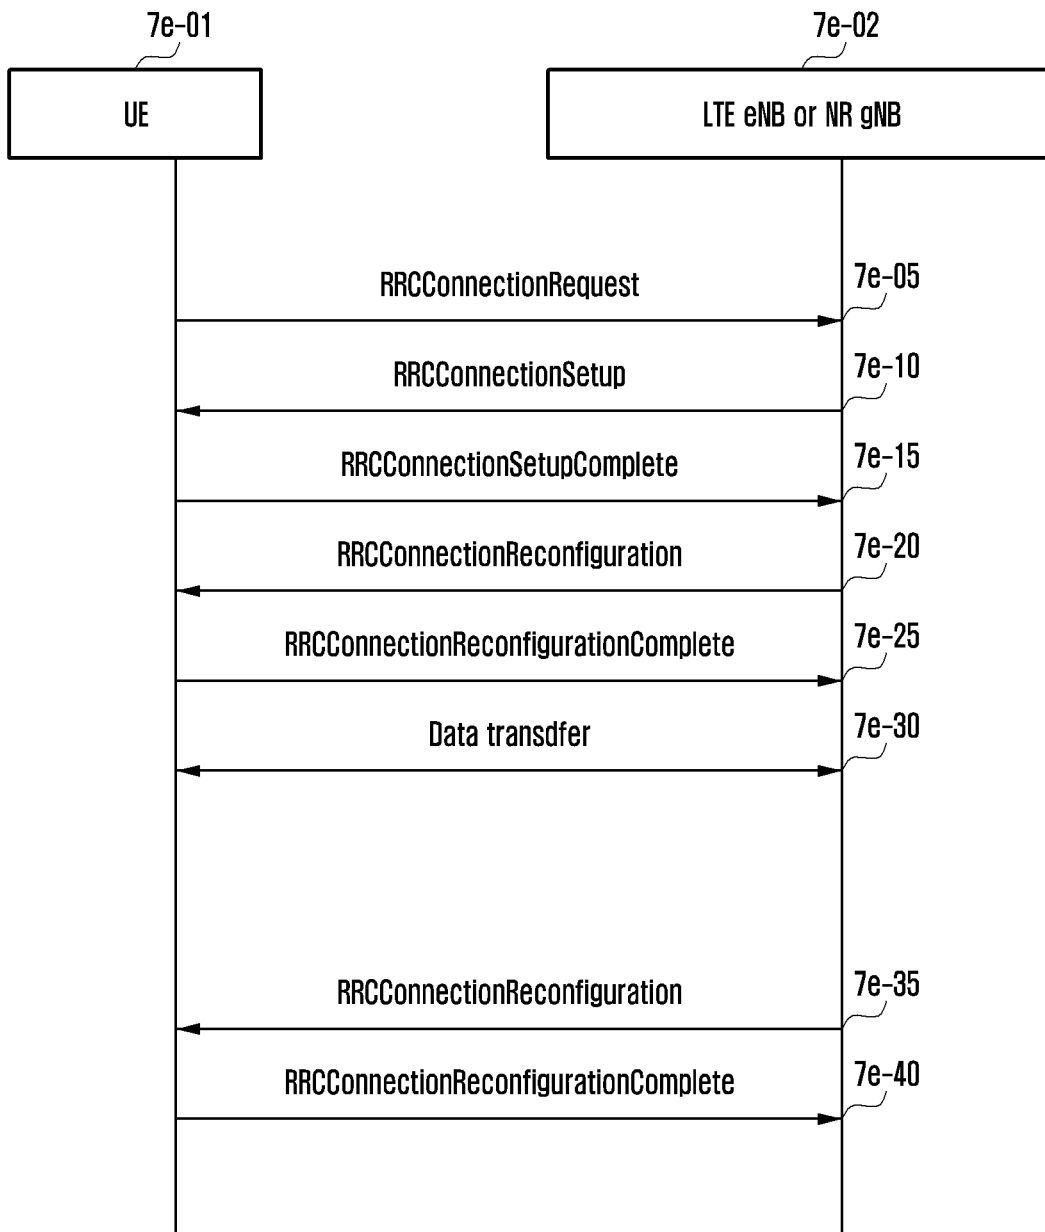 7e-01
7e-02
UE
LTE eNB or NR gNB
RRCConnectionRequest
7e-05
RRCConnectionSetup
7e-10
RRCConnectionSetupComplete
7e-15
RRCConnectionReconfiguration
7e-20
RRCConnectionReconfigurationComplete
7e-25
Data transdfer
7e-30
RRCConnectionReconfiguration
7e-35
RRCConnectionReconfigurationComplete
7e-40